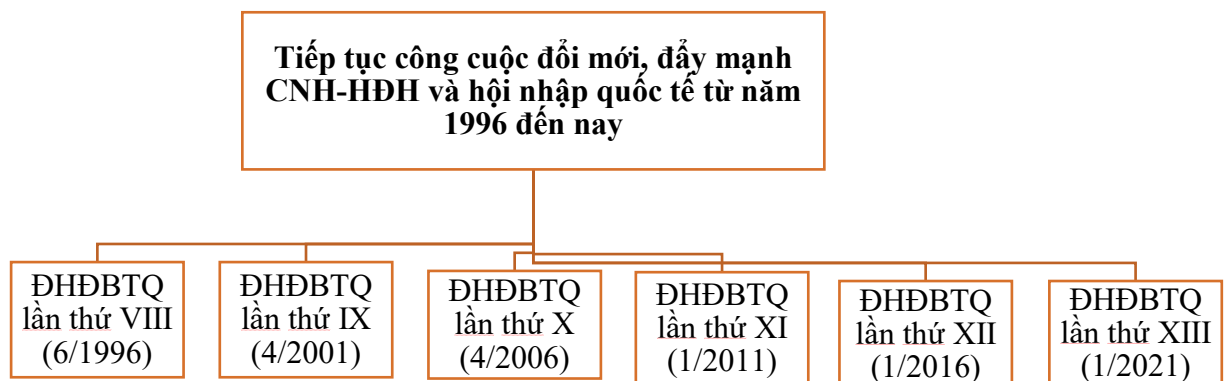 Tiếp tục công cuộc đổi mới, đẩy mạnh
CNH-HĐH và hội nhập quốc tế từ năm
1996 đến nay
ĐHĐBTQ
lần thứ VIII
(6/1996)
ĐHĐBTQ
lần thứ IX
(4/2001)
ĐHĐBTQ
lần thứ X
(4/2006)
ĐHĐBTQ
lần thứ XI
(1/2011)
ĐHĐBTQ
lần thứ XII
(1/2016)
ĐHĐBTQ
lần thứ XIII
(1/2021)